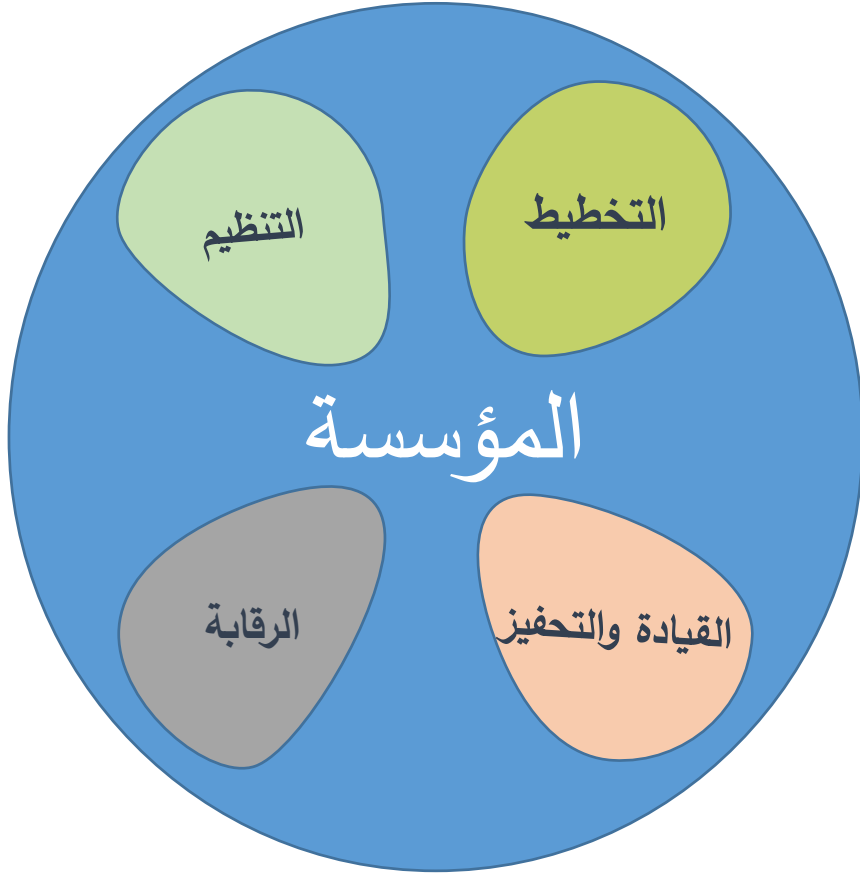 التخطيط
التنظيم
المؤسسة
القيادة والتحفيز
الرقابة